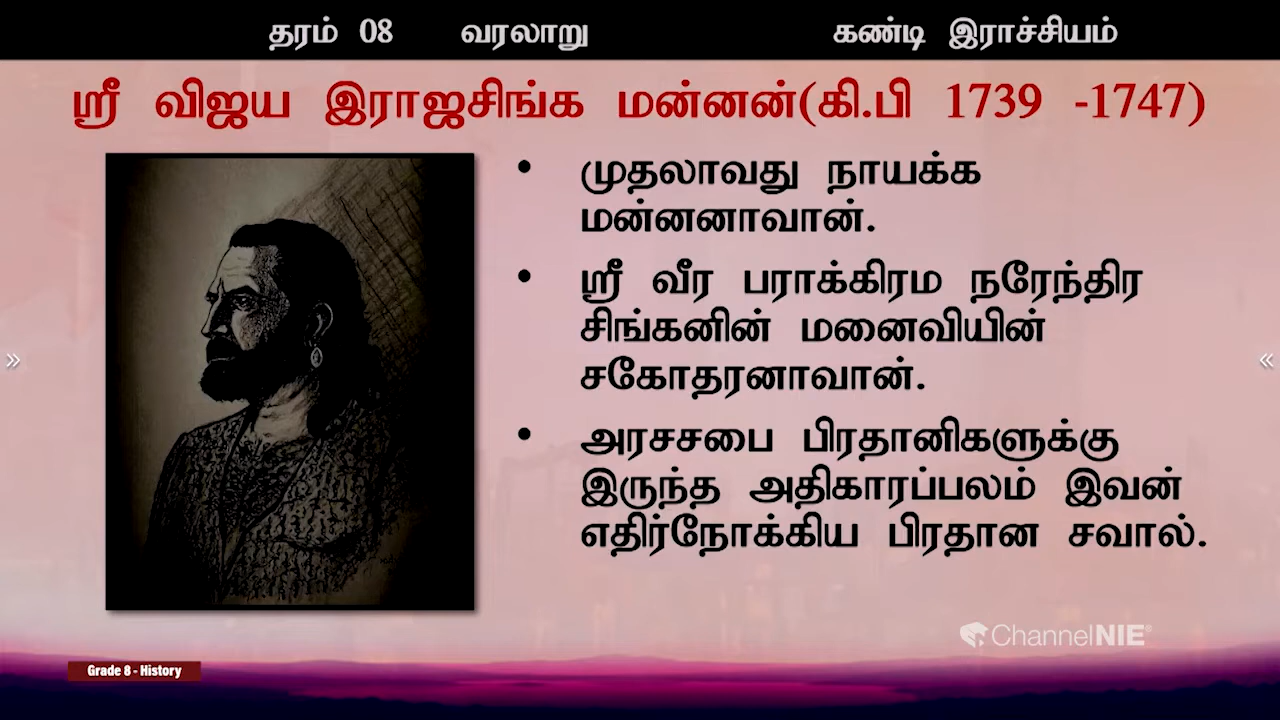 தரம் 08 வரலாறு கண்டி இராச்சியம்
ஸ்ரீ விஜய இராஜசிங்க மன்னன்(கி.பி 1739 -1747)
• முதலாவது நாயக்க
மன்னனாவான்.
• ஸ்ரீ வீர பராக்கிரம நரேந்திர
சிங்கனின் மனைவியின்
சகோதரனாவான்.
• அரசசபை பிரதானிகளுக்கு
இருந்த அதிகாரப்பலம் இவன்
எதிர்நோக்கிய பிரதான சவால்.
ChannelNIE®
Grade 8 - History